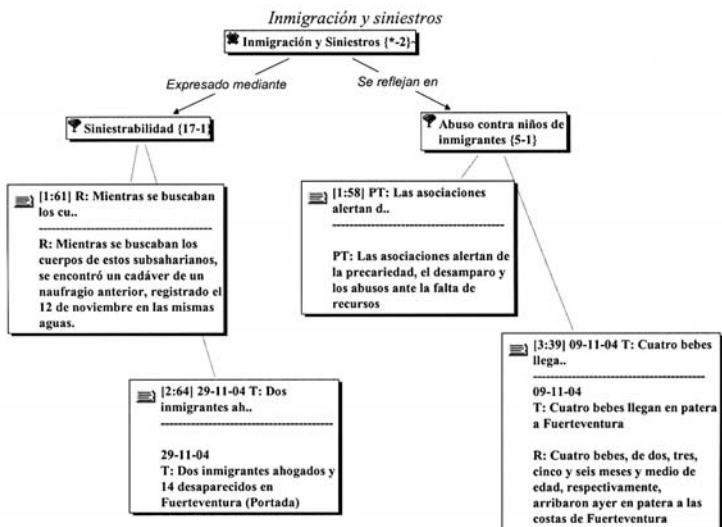 Inmigración y siniestros
Inmigración y Siniestros {*-2}~
Expresado mediante
Se reflejan en
Siniestrabilidad {17-1}
Abuso contra niños de
inmigrantes {5-1}
[1:61] R: Mientras se buscaban
los cu..
R: Mientras se buscaban los
cuerpos de estos subsaharianos,
se encontró un cadáver de un
naufragio anterior, registrado el
12 de noviembre en las mismas
aguas.
[1:58] PT: Las asociaciones
alertan d..
PT: Las asociaciones alertan de
la precariedad, el desamparo y
los abusos ante la falta de
recursos
[2:64] 29-11-04 T: Dos
inmigrantes ah..
29-11-04
T: Dos inmigrantes ahogados y
14 desaparecidos en
Fuerteventura (Portada)
[3:39] 09-11-04 T: Cuatro bebes
llega..
09-11-04
T: Cuatro bebes llegan en patera
a Fuerteventura
R: Cuatro bebes, de dos, tres,
cinco y seis meses y medio de
edad, respectivamente,
arribaron ayer en patera a las
costas de Fuerteventura